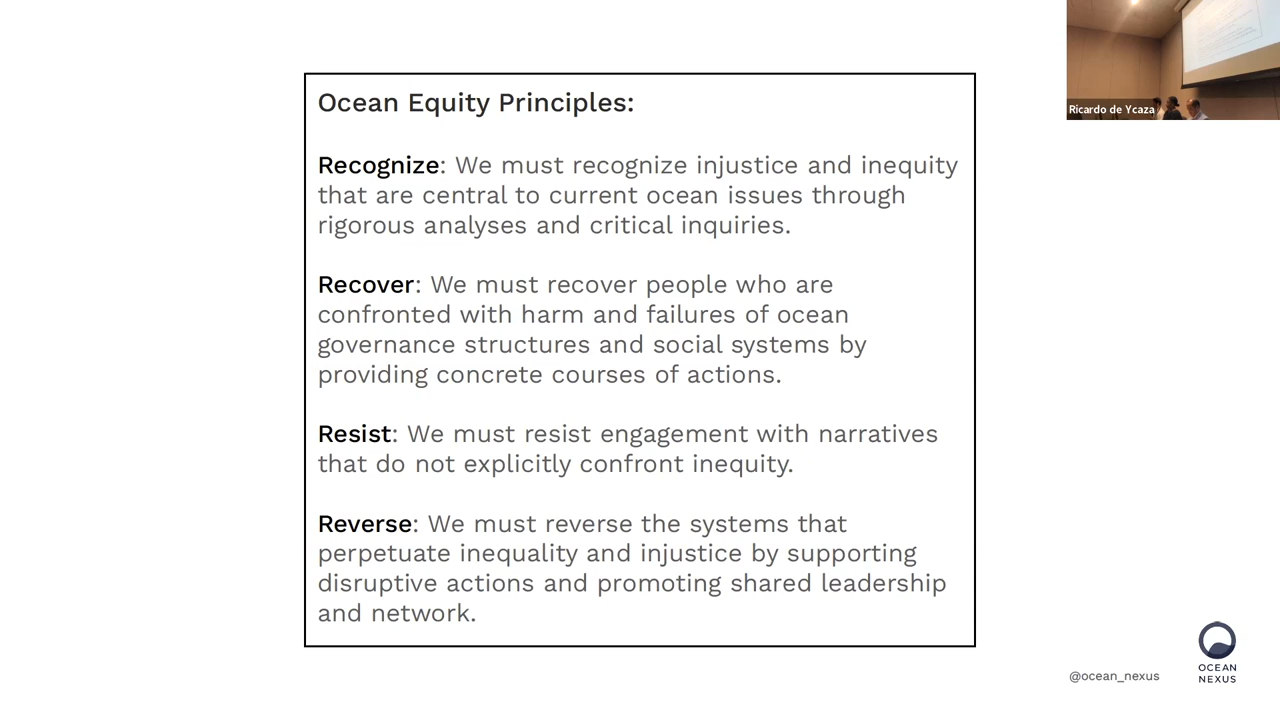 Ocean Equity Principles:
Recognize: We must recognize injustice and inequity
that are central to current ocean issues through
rigorous analyses and critical inquiries.
Recover: We must recover people who are
confronted with harm and failures of ocean
governance structures and social systems by
providing concrete courses of actions.
Resist: We must resist engagement with narratives
that do not explicitly confront inequity.
Reverse: We must reverse the systems that
perpetuate inequality and injustice by supporting
disruptive actions and promoting shared leadership
and network.
Ricardo de Ycaza
@ocean_nexus
OCEAN
NEXUS